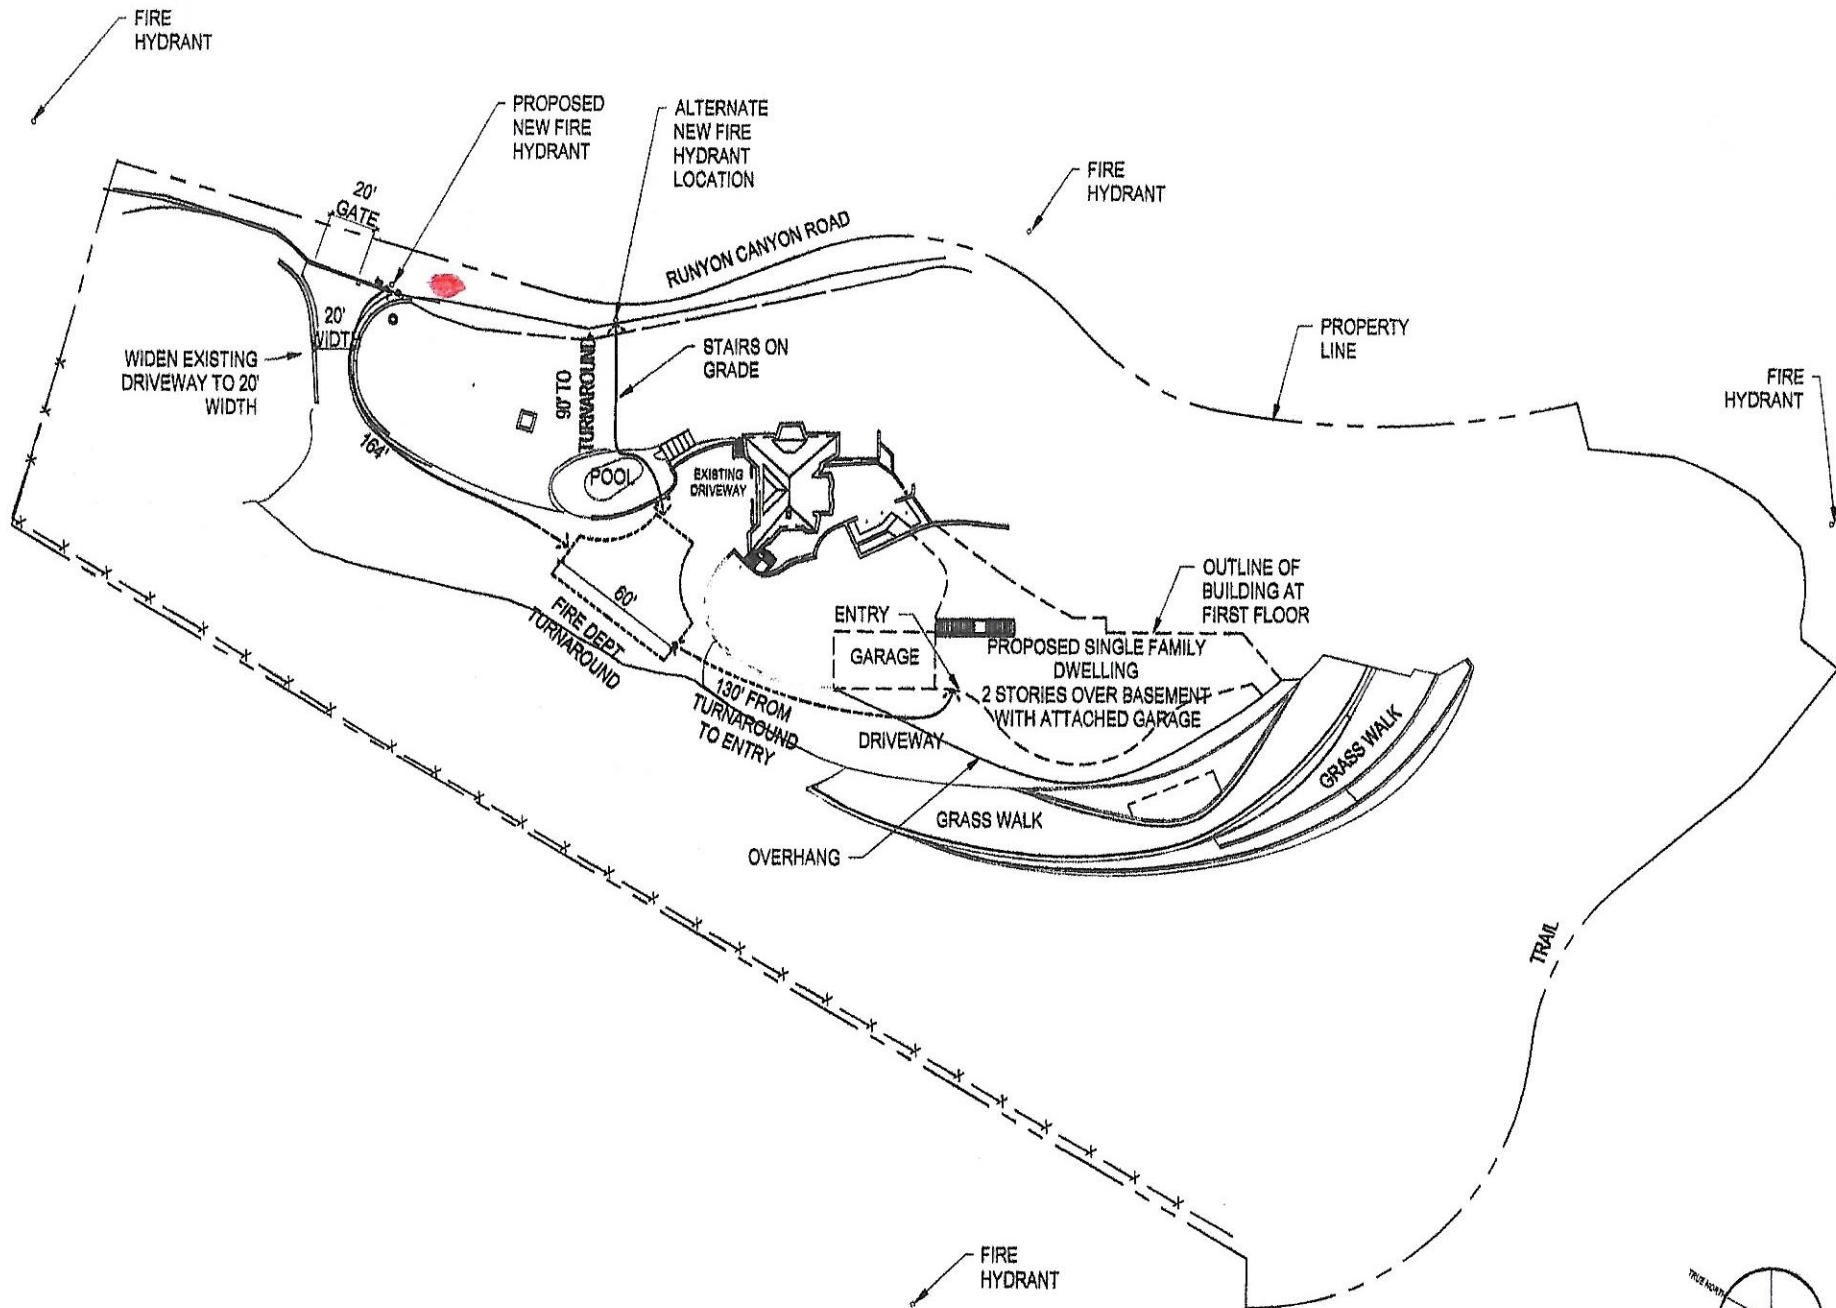 FIRE
HYDRANT
PROPOSED
NEW FIRE
HYDRANT
ALTERNATE
NEW FIRE
HYDRANT
LOCATION
FIRE
HYDRANT
20'
GATE
RUNYON CANYON ROAD
PROPERTY
LINE
FIRE
HYDRANT
20'
WIDTH
WIDEN EXISTING
DRIVEWAY TO 20'
WIDTH
STAIRS ON
GRADE
90' TO
TURNAROUND
164'
POOL
EXISTING
DRIVEWAY
OUTLINE OF
BUILDING AT
FIRST FLOOR
60'
FIRE DEPT.
TURNAROUND
ENTRY
GARAGE
PROPOSED SINGLE FAMILY
DWELLING
2 STORIES OVER BASEMENT
WITH ATTACHED GARAGE
130' FROM
TURNAROUND
TO ENTRY
DRIVEWAY
GRASS WALK
GRASS WALK
OVERHANG
TRAIL
FIRE
HYDRANT
TRUE NORTH